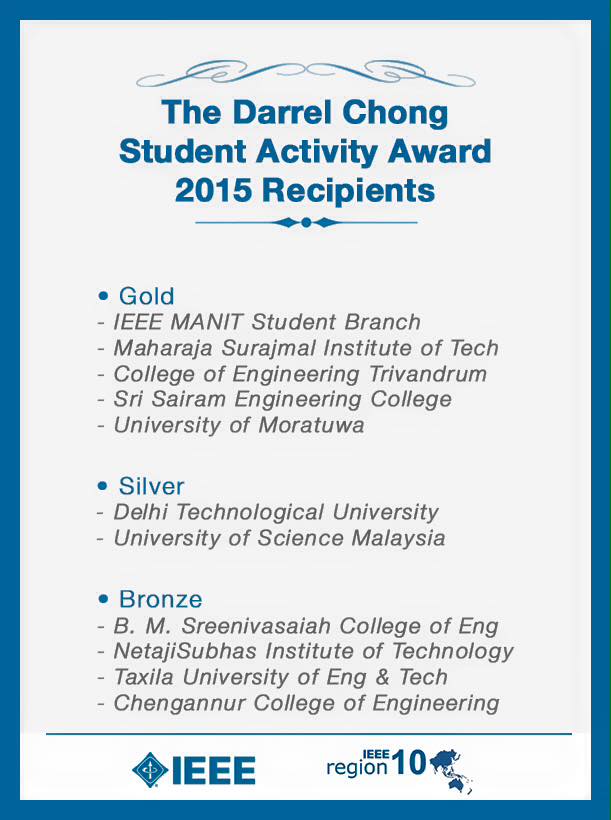 The Darrel Chong
Student Activity Award
2015 Recipients
• Gold
- IEEE MANIT Student Branch
- Maharaja Surajmal Institute of Tech
- College of Engineering Trivandrum
- Sri Sairam Engineering College
- University of Moratuwa
• Silver
- Delhi Technological University
- University of Science Malaysia
• Bronze
- B. M. Sreenivasaiah College of Eng
- NetajiSubhas Institute of Technology
- Taxila University of Eng & Tech
- Chengannur College of Engineering
IEEE
IEEE
region 10